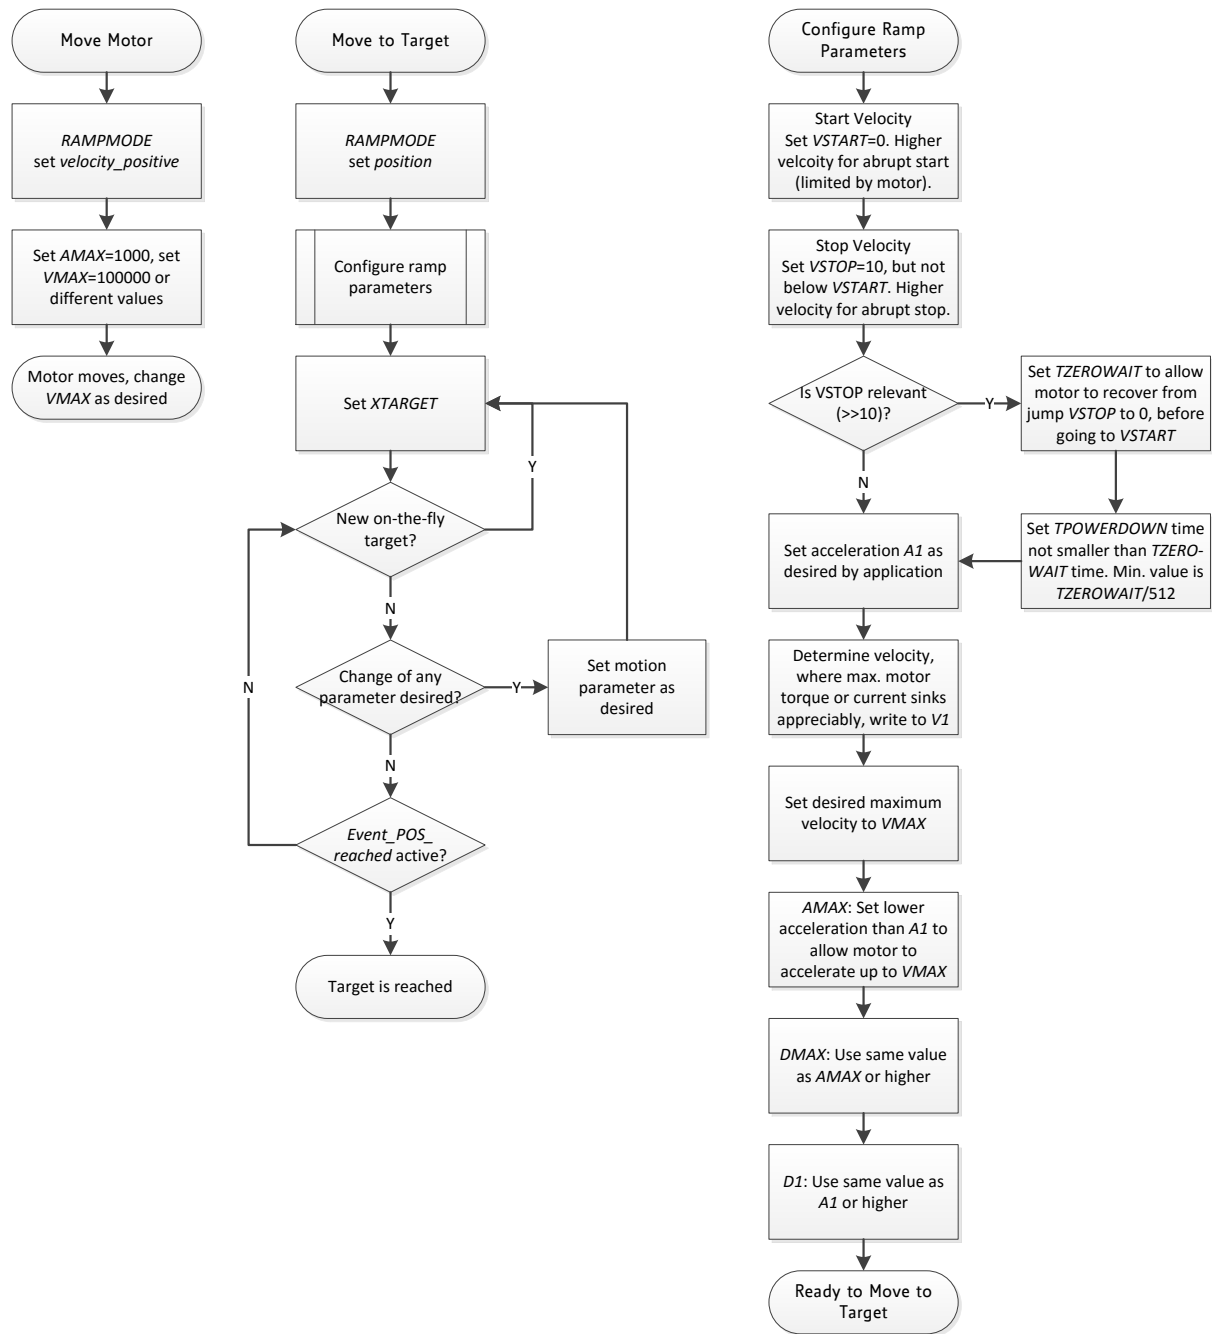 Move Motor
RAMPMODE
set velocity_positive
Set AMAX=1000, set
VMAX=100000 or
different values
Motor moves, change
VMAX as desired
Move to Target
RAMPMODE
set position
Configure ramp
parameters
Set XTARGET
New on-the-fly
target?
Y
N
Change of any
parameter desired?
Y
Set motion
parameter as
desired
N
N
Event_POS_
reached active?
Y
Target is reached
Configure Ramp
Parameters
Start Velocity
Set VSTART=0. Higher
velcoity for abrupt start
(limited by motor).
Stop Velocity
Set VSTOP=10, but not
below VSTART. Higher
velocity for abrupt stop.
Is VSTOP relevant
(>>10)?
Y
Set TZEROWAIT to allow
motor to recover from
jump VSTOP to 0, before
going to VSTART
N
Set TPOWERDOWN time
not smaller than TZERO-
WAIT time. Min. value is
TZEROWAIT/512
Set acceleration A1 as
desired by application
Determine velocity,
where max. motor
torque or current sinks
appreciably, write to V1
Set desired maximum
velocity to VMAX
AMAX: Set lower
acceleration than A1 to
allow motor to
accelerate up to VMAX
DMAX: Use same value
as AMAX or higher
D1: Use same value as
A1 or higher
Ready to Move to
Target